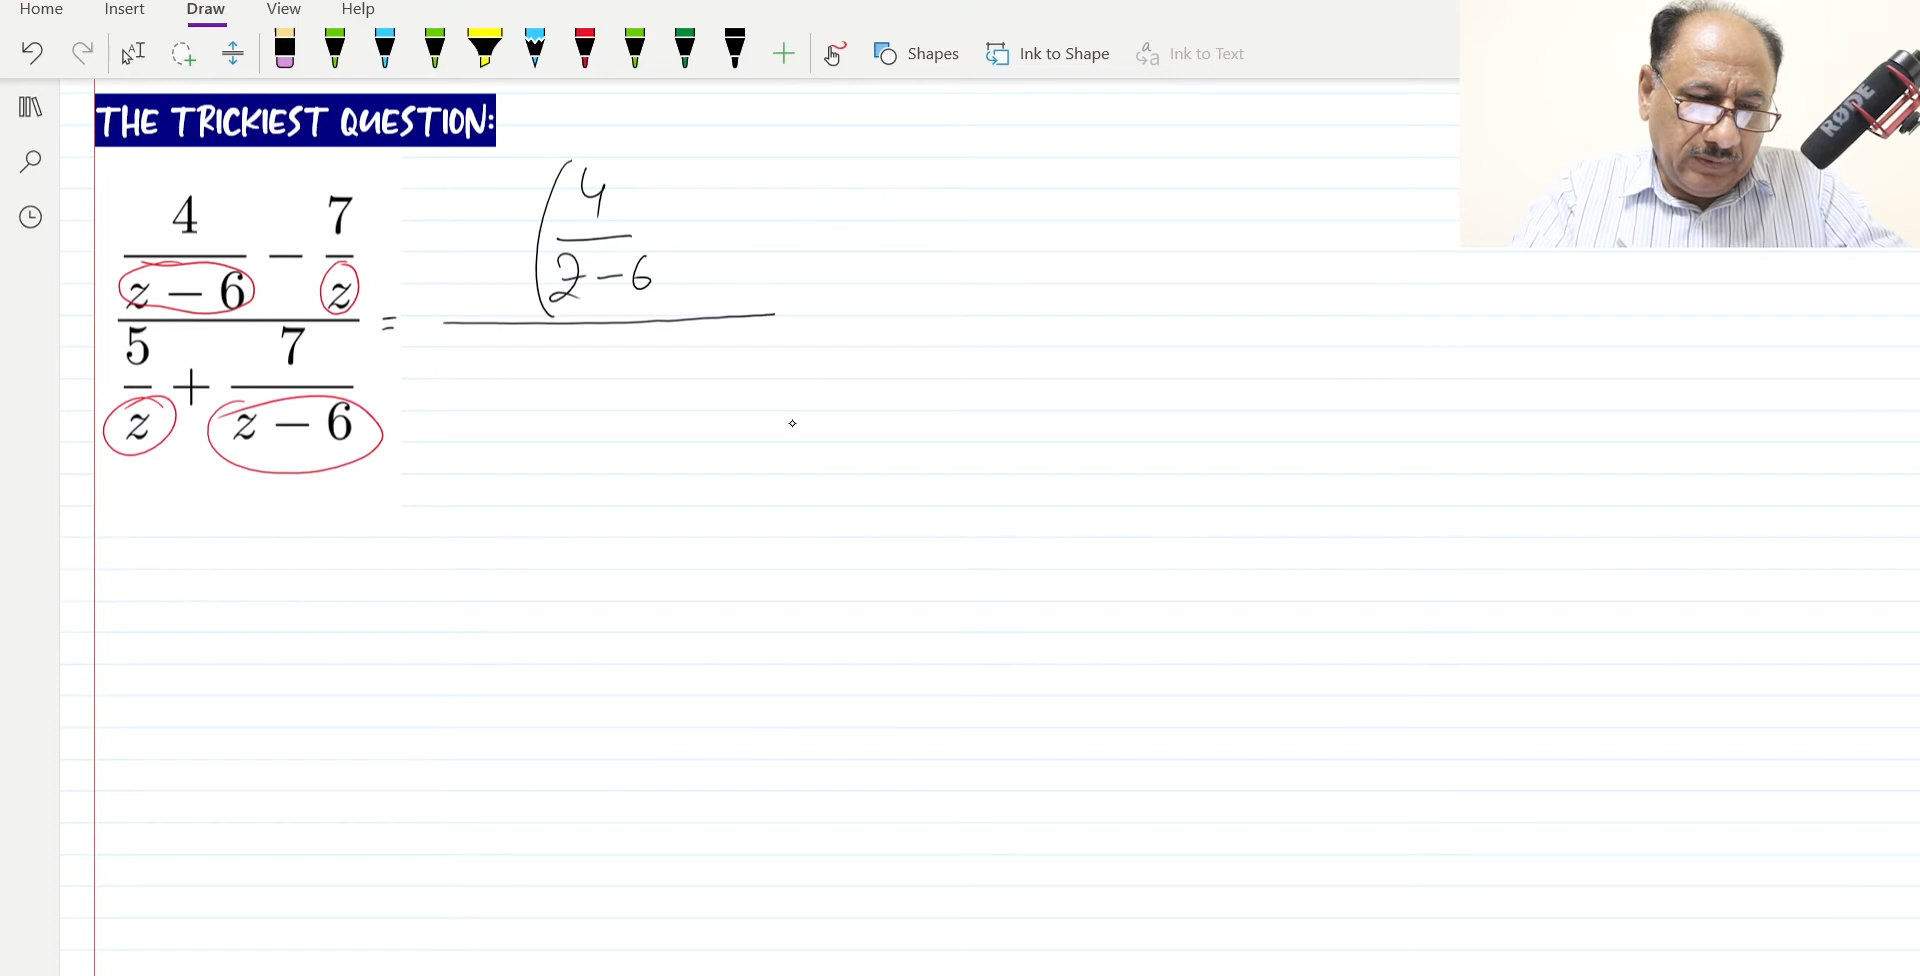 Home Insert Draw View Help
Shapes Ink to Shape Ink to Text
THE TRICKIEST QUESTION:
4 7
− 
z − 6 z
=
5 7
+
z z − 6
( 4
z − 6
RØDE